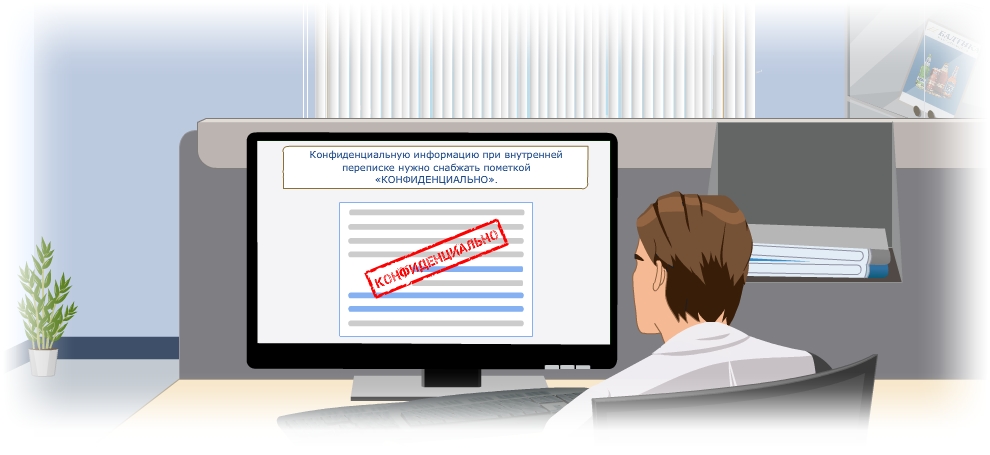 Конфиденциальную информацию при внутренней
переписке нужно снабжать пометкой
«КОНФИДЕНЦИАЛЬНО».
КОНФИДЕНЦИАЛЬНО